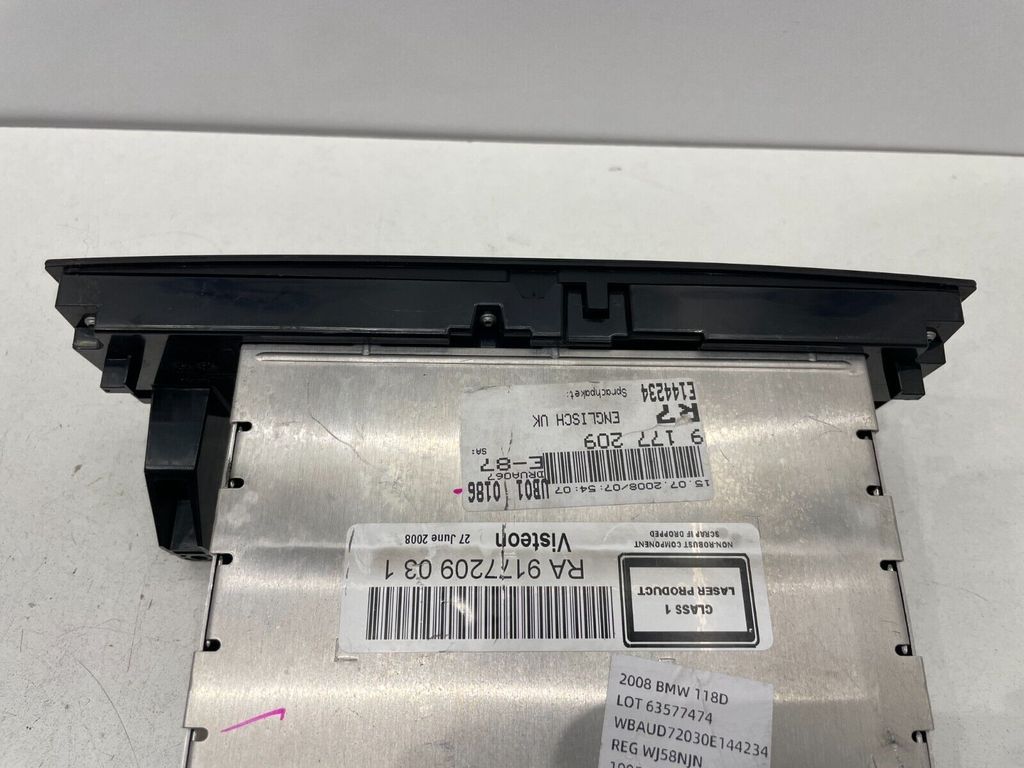 E144234
Sprachpaket:
K7
ENGLISCH UK
9 177 209
SA:
E-87
DRUA067
UB01 0186
15.07.2008/07:54:07
NON-ROBUST COMPONENT
SCRAP IF DROPPED
CLASS 1
LASER PRODUCT
Visteon
27 June 2008
RA 9177209 03 1
2008 BMW 118D
LOT 63577474
WBAUD72030E144234
REG WJ58NJN